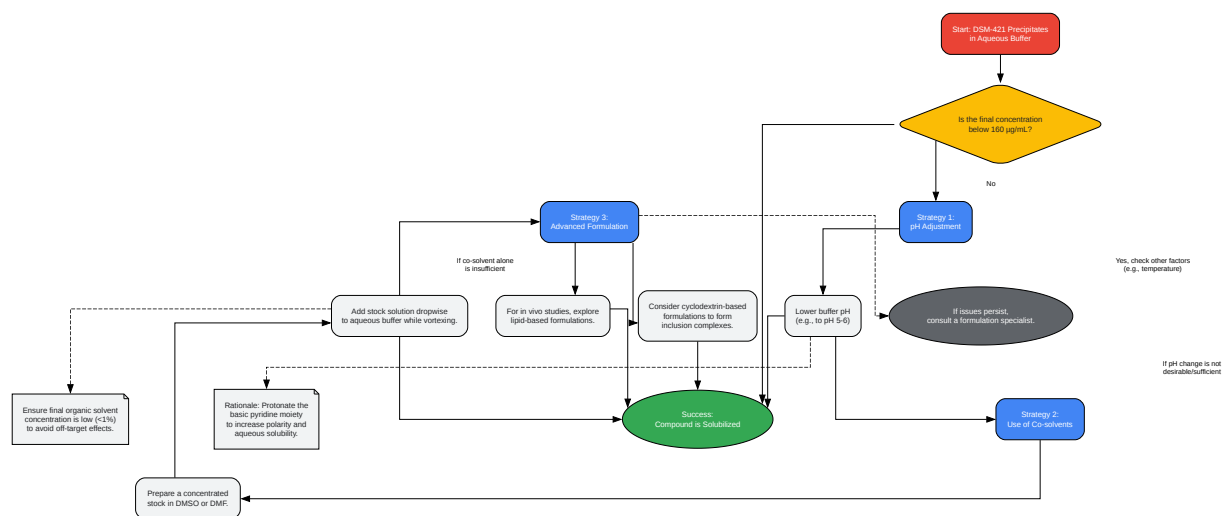 Start: DSM-421 Precipitates
in Aqueous Buffer
Is the final concentration
below 160 µg/mL?
No
Strategy 3:
Advanced Formulation
Strategy 1:
pH Adjustment
If co-solvent alone
is insufficient
Yes, check other factors
(e.g., temperature)
Add stock solution dropwise
to aqueous buffer while vortexing.
For in vivo studies, explore
lipid-based formulations.
Consider cyclodextrin-based
formulations to form
inclusion complexes.
Lower buffer pH
(e.g., to pH 5-6)
If issues persist,
consult a formulation specialist.
If pH change is not
desirable/sufficient
Ensure final organic solvent
concentration is low (<1%)
to avoid off-target effects.
Rationale: Protonate the
basic pyridine moiety
to increase polarity and
aqueous solubility.
Success:
Compound is Solubilized
Strategy 2:
Use of Co-solvents
Prepare a concentrated
stock in DMSO or DMF.